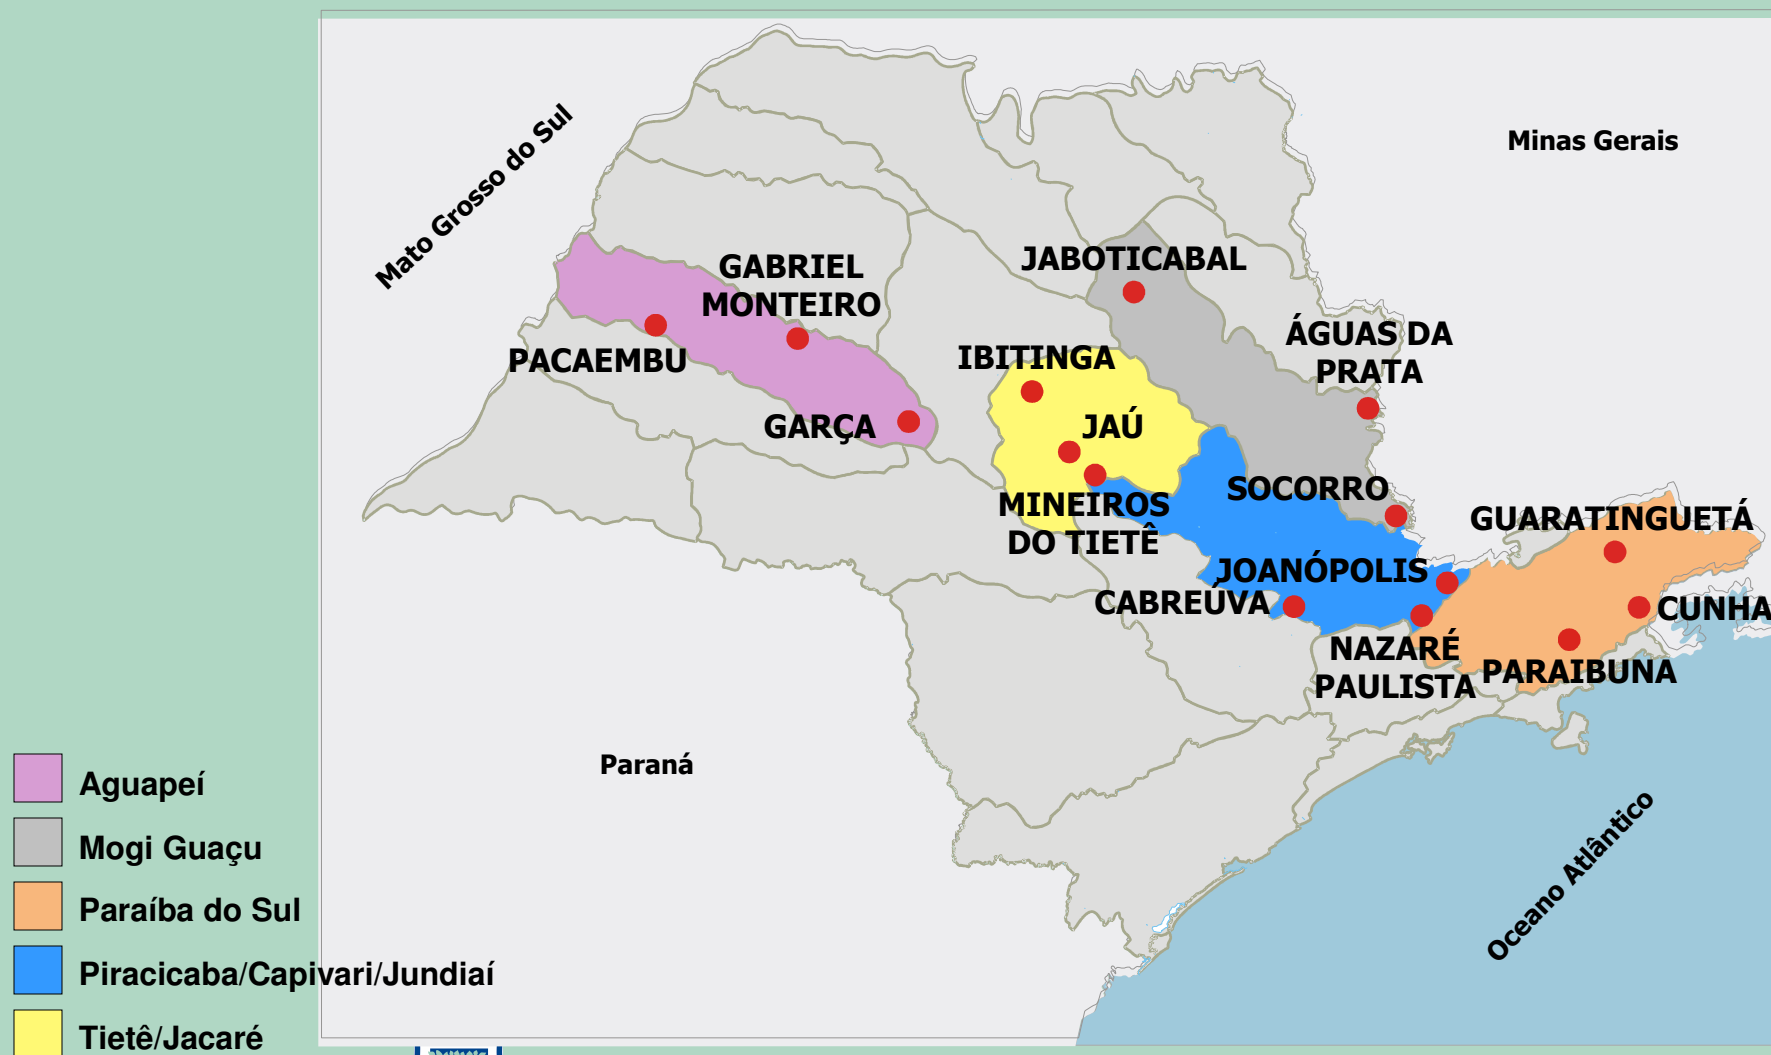 Mato Grosso do Sul
Minas Gerais
GABRIEL
MONTEIRO
JABOTICABAL
PACAEMBU
IBITINGA
ÁGUAS DA
PRATA
GARÇA
JAÚ
SOCORRO
MINEIROS
DO TIETÊ
GUARATINGUETÁ
JOANÓPOLIS
CABREÚVA
CUNHA
NAZARÉ
PAULISTA
PARAIBUNA
Paraná
Oceano Atlântico
Aguapeí
Mogi Guaçu
Paraíba do Sul
Piracicaba/Capivari/Jundiaí
Tietê/Jacaré